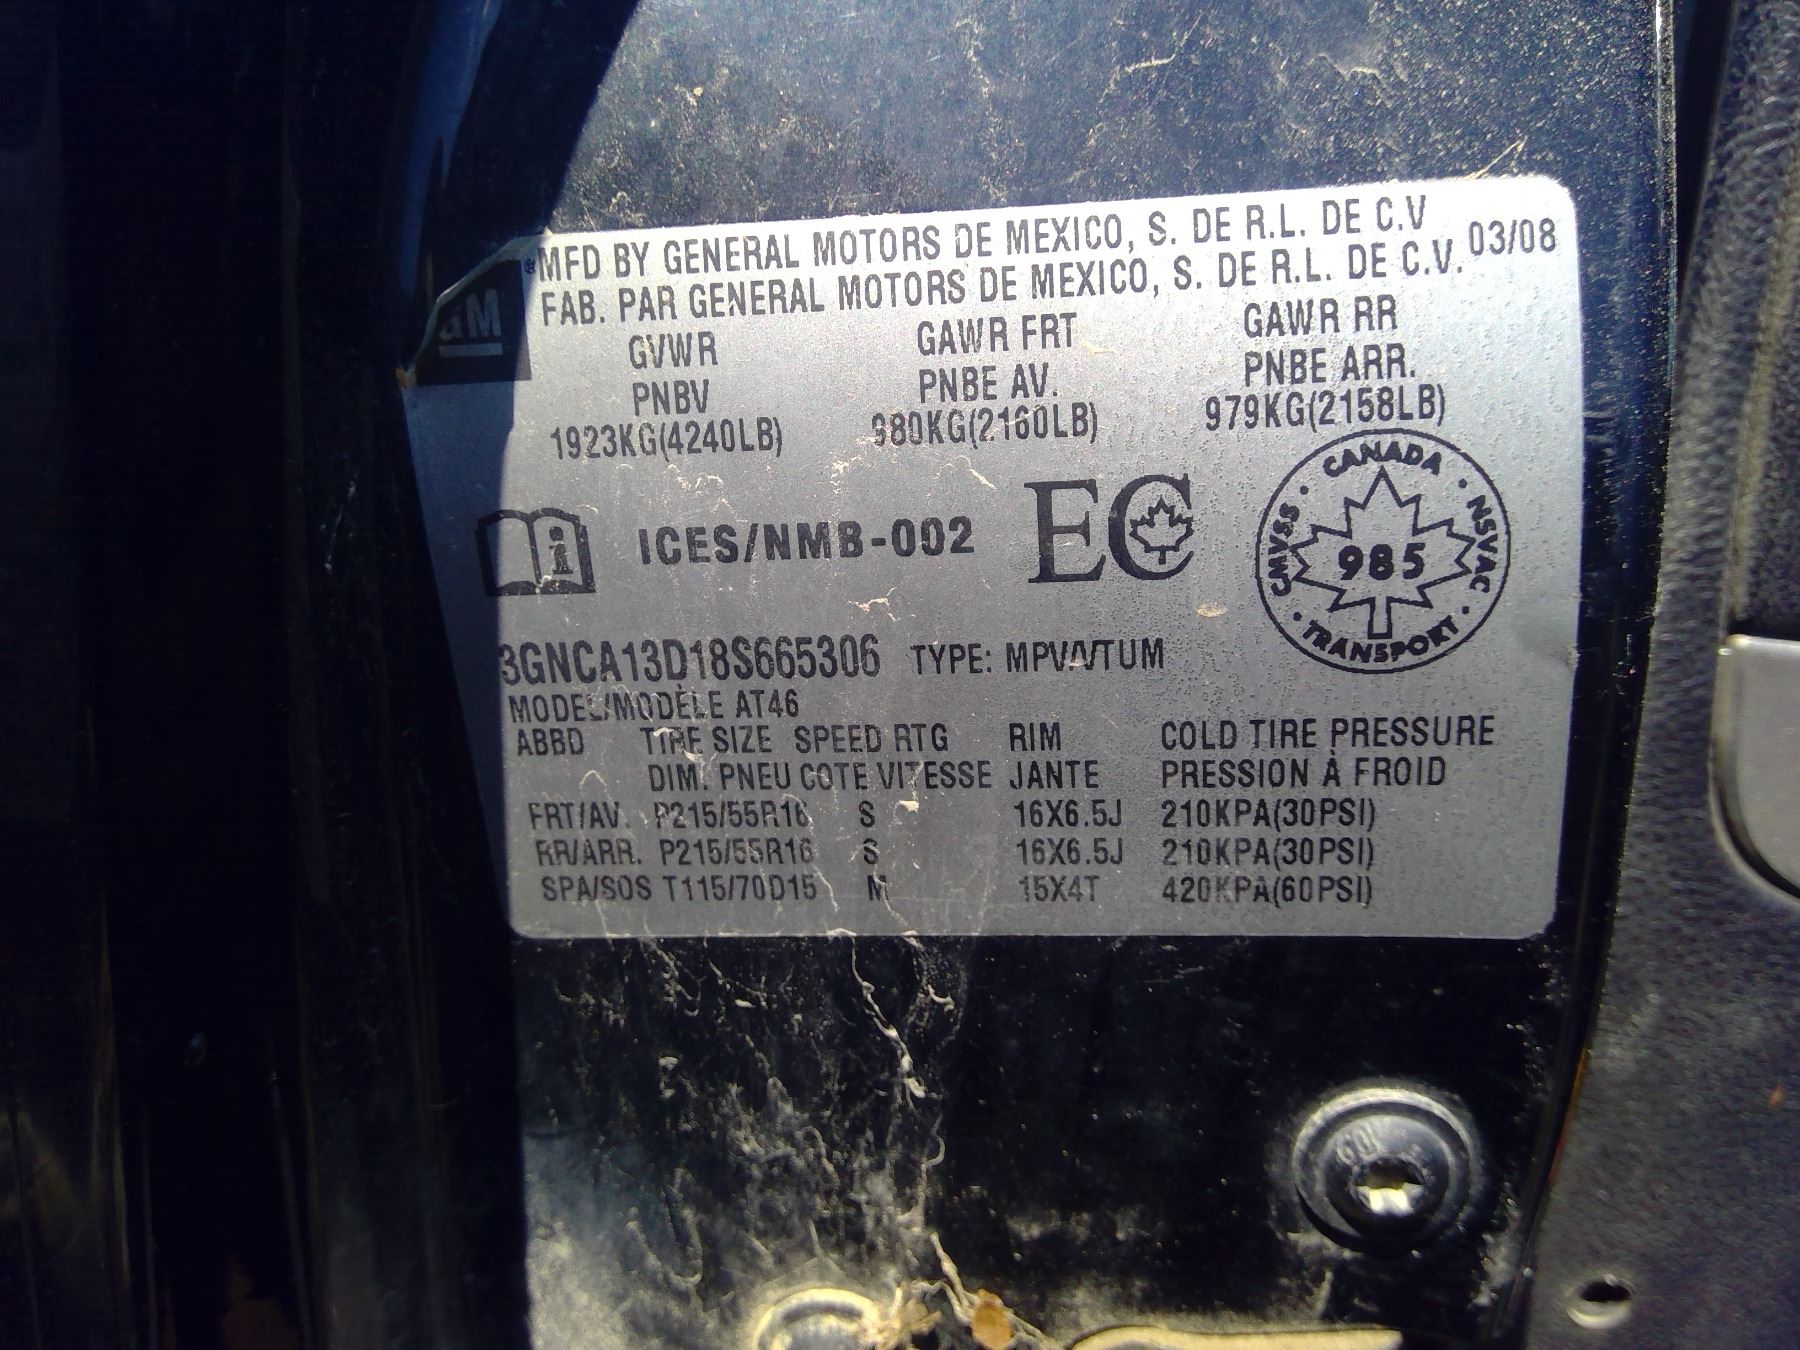 MFD BY GENERAL MOTORS DE MEXICO, S. DE R.L. DE C.V
FAB. PAR GENERAL MOTORS DE MEXICO, S. DE R.L. DE C.V. 03/08
GM
GVWR GAWR FRT GAWR RR
PNBV PNBE AV. PNBE ARR.
1923KG(4240LB) 980KG(2160LB) 979KG(2158LB)
i ICES/NMB-002 EC
CANADA · NSVAC · TRANSPORT · CMVSS ·
985
3GNCA13D18S665306 TYPE: MPV/VTUM
MODEL/MODÈLE AT46
ABBD TIRE SIZE SPEED RTG RIM COLD TIRE PRESSURE
DIM. PNEU COTE VITESSE JANTE PRESSION À FROID
FRT/AV. P215/55R16 S 16X6.5J 210KPA(30PSI)
RR/ARR. P215/55R16 S 16X6.5J 210KPA(30PSI)
SPA/SOS T115/70D15 M 15X4T 420KPA(60PSI)